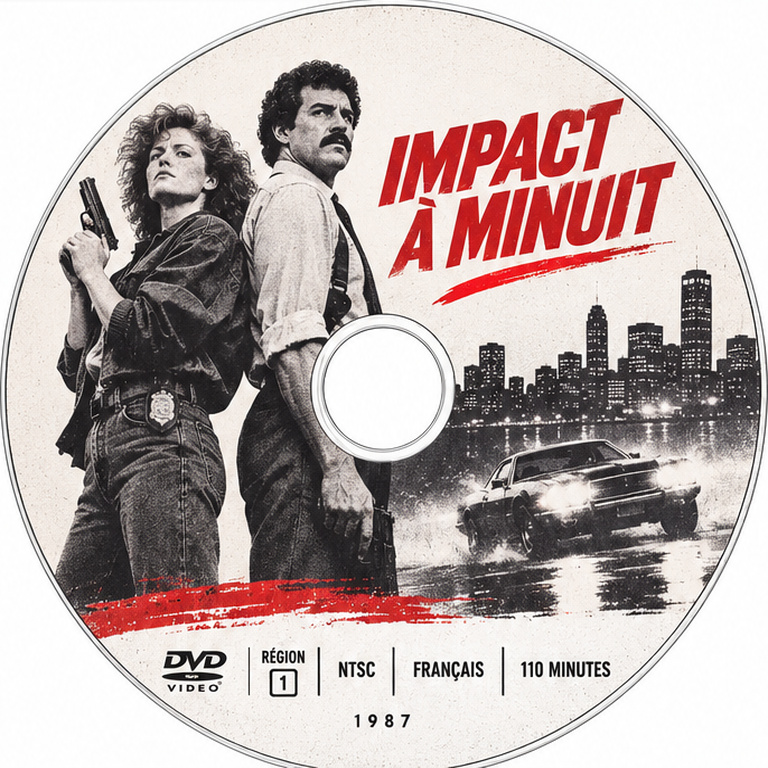 IMPACT
À MINUIT
DVD
VIDEO
RÉGION
1
NTSC
FRANÇAIS
110 MINUTES
1987